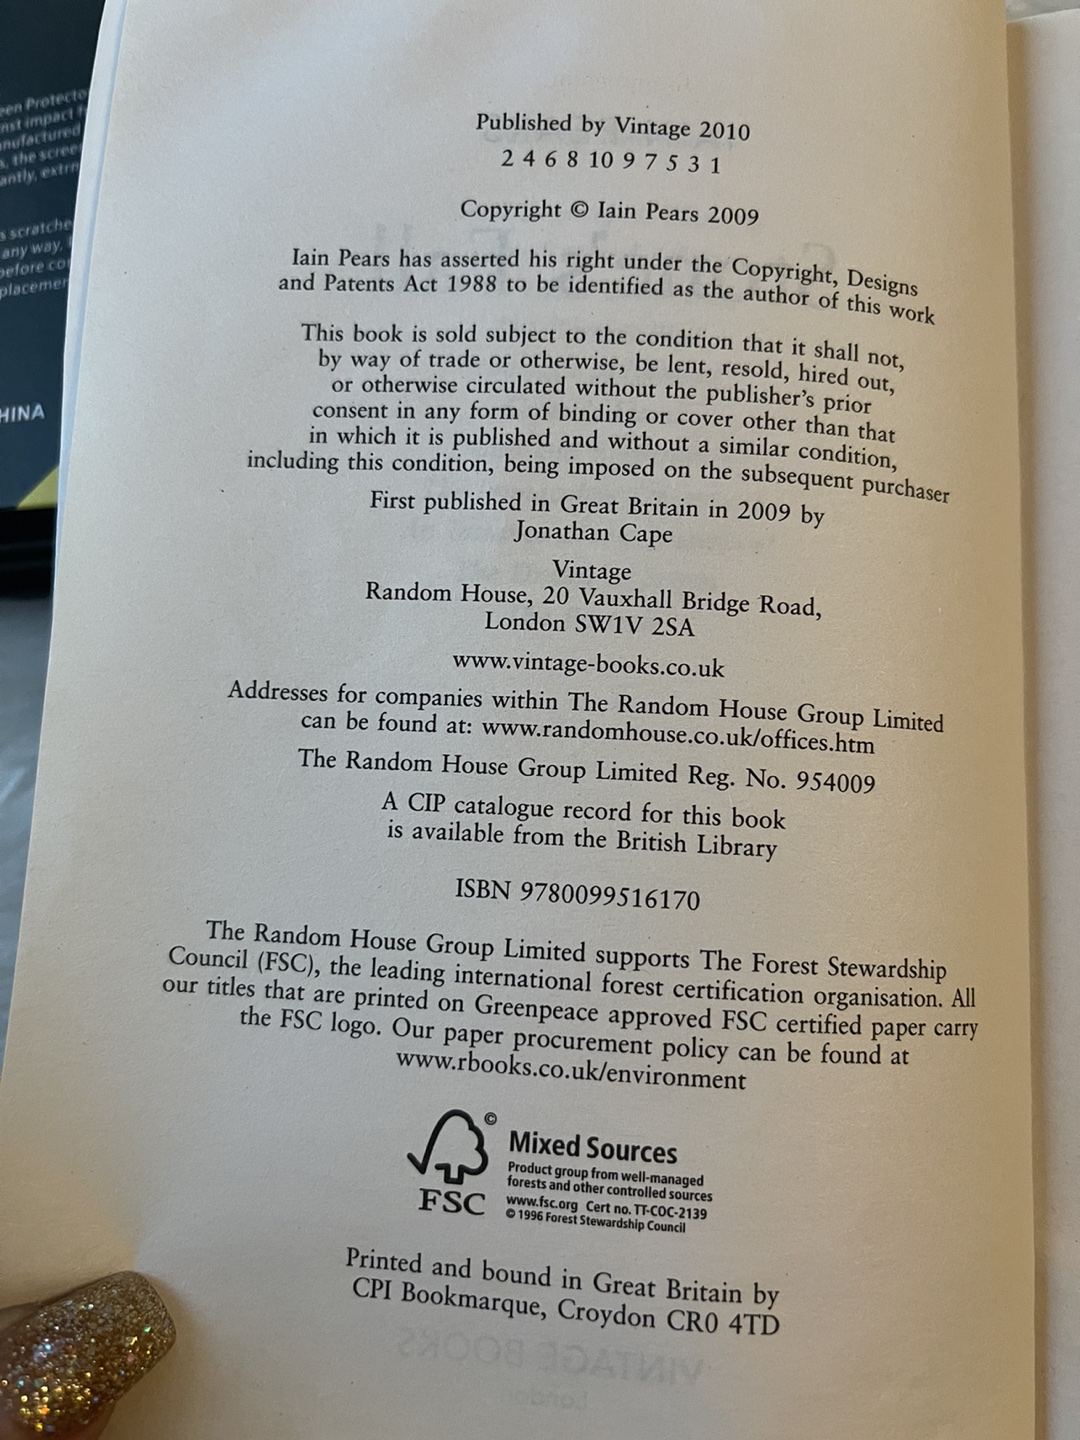 Published by Vintage 2010
2 4 6 8 10 9 7 5 3 1
Copyright © Iain Pears 2009
Iain Pears has asserted his right under the Copyright, Designs
and Patents Act 1988 to be identified as the author of this work
This book is sold subject to the condition that it shall not,
by way of trade or otherwise, be lent, resold, hired out,
or otherwise circulated without the publisher's prior
consent in any form of binding or cover other than that
in which it is published and without a similar condition,
including this condition, being imposed on the subsequent purchaser
First published in Great Britain in 2009 by
Jonathan Cape
Vintage
Random House, 20 Vauxhall Bridge Road,
London SW1V 2SA
www.vintage-books.co.uk
Addresses for companies within The Random House Group Limited
can be found at: www.randomhouse.co.uk/offices.htm
The Random House Group Limited Reg. No. 954009
A CIP catalogue record for this book
is available from the British Library
ISBN 9780099516170
The Random House Group Limited supports The Forest Stewardship
Council (FSC), the leading international forest certification organisation. All
our titles that are printed on Greenpeace approved FSC certified paper carry
the FSC logo. Our paper procurement policy can be found at
www.rbooks.co.uk/environment
©
FSC
Mixed Sources
Product group from well-managed
forests and other controlled sources
www.fsc.org Cert no. TT-COC-2139
© 1996 Forest Stewardship Council
Printed and bound in Great Britain by
CPI Bookmarque, Croydon CR0 4TD